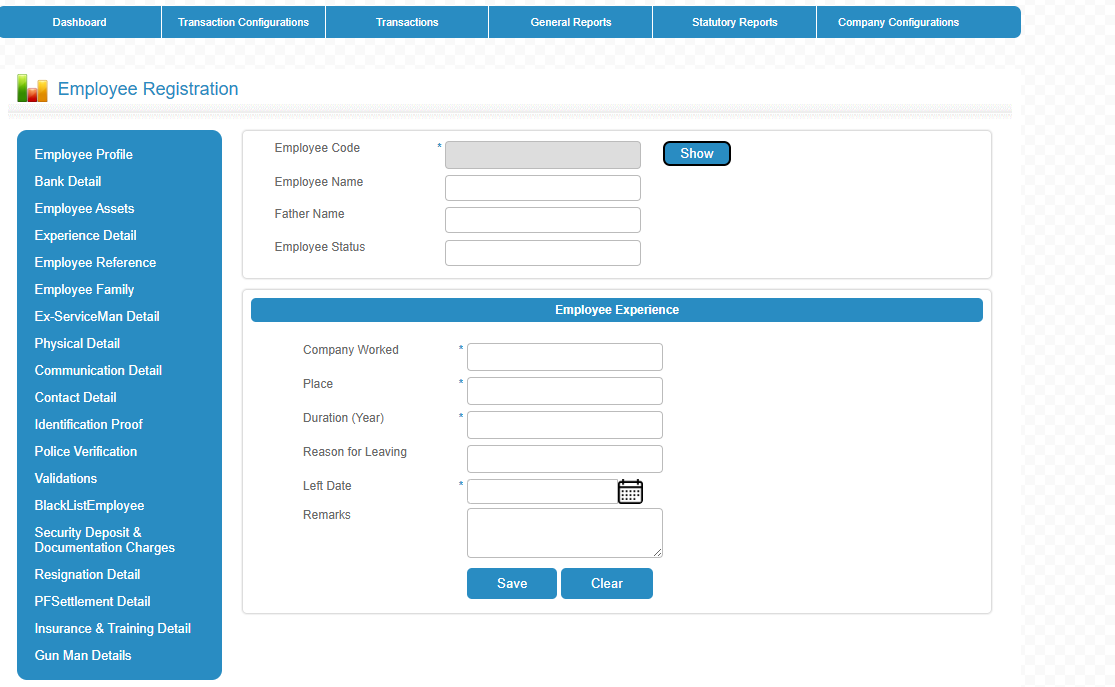 Dashboard
Transaction Configurations
Transactions
General Reports
Statutory Reports
Company Configurations
Employee Registration
Employee Profile
Bank Detail
Employee Assets
Experience Detail
Employee Reference
Employee Family
Ex-ServiceMan Detail
Physical Detail
Communication Detail
Contact Detail
Identification Proof
Police Verification
Validations
BlackListEmployee
Security Deposit &
Documentation Charges
Resignation Detail
PFSettlement Detail
Insurance & Training Detail
Gun Man Details
Employee Code *
Show
Employee Name
Father Name
Employee Status
Employee Experience
Company Worked *
Place *
Duration (Year) *
Reason for Leaving
Left Date *
Remarks
Save
Clear